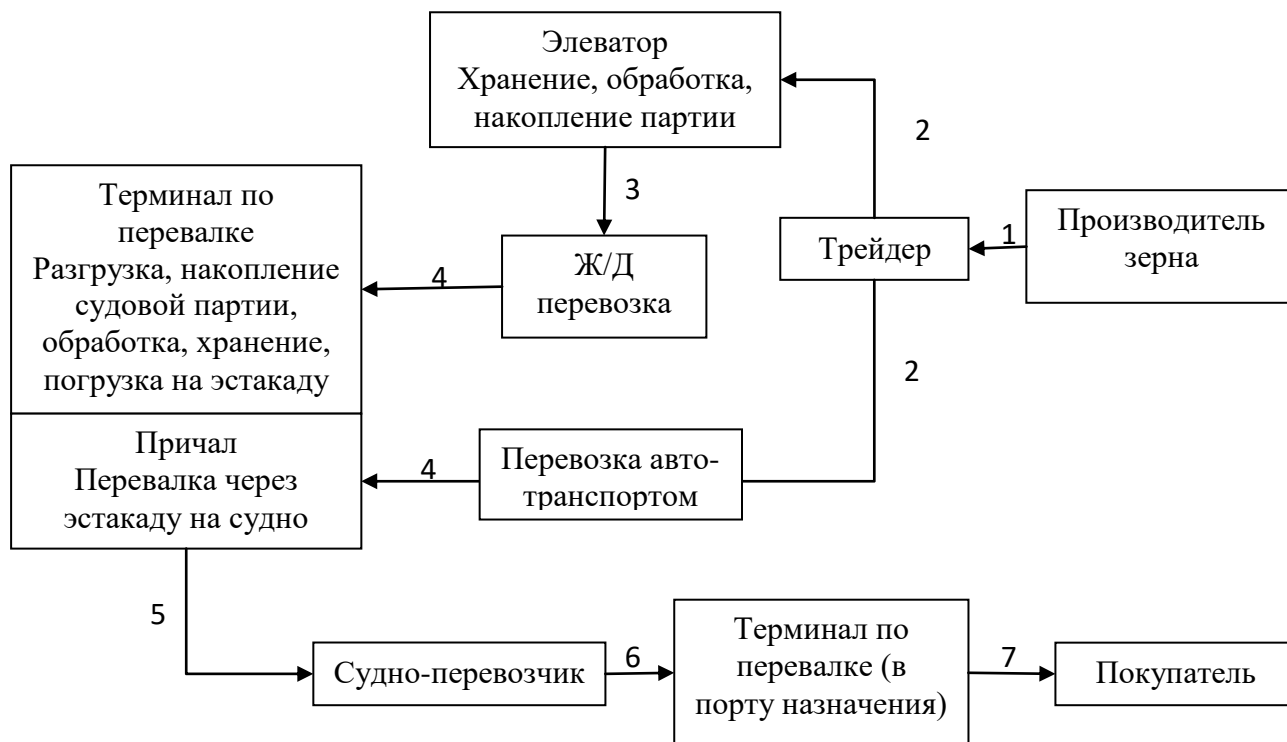 Элеватор
Хранение, обработка,
накопление партии
2
3
Терминал по
перевалке
Разгрузка, накопление
судовой партии,
обработка, хранение,
погрузка на эстакаду
4
Ж/Д
перевозка
Трейдер
1
Производитель
зерна
2
Причал
Перевалка через
эстакаду на судно
4
Перевозка авто-
транспортом
5
Судно-перевозчик
6
Терминал по
перевалке (в
порту назначения)
7
Покупатель